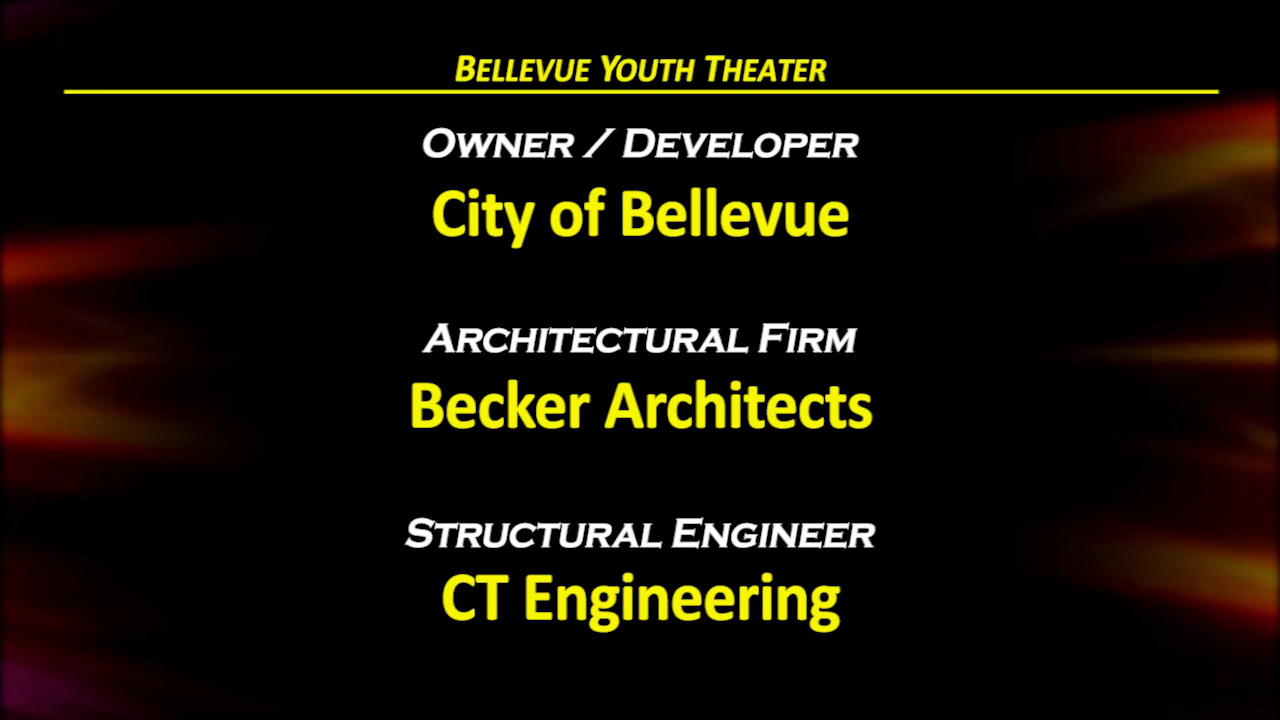 Bellevue Youth Theater
Owner / Developer
City of Bellevue
Architectural Firm
Becker Architects
Structural Engineer
CT Engineering